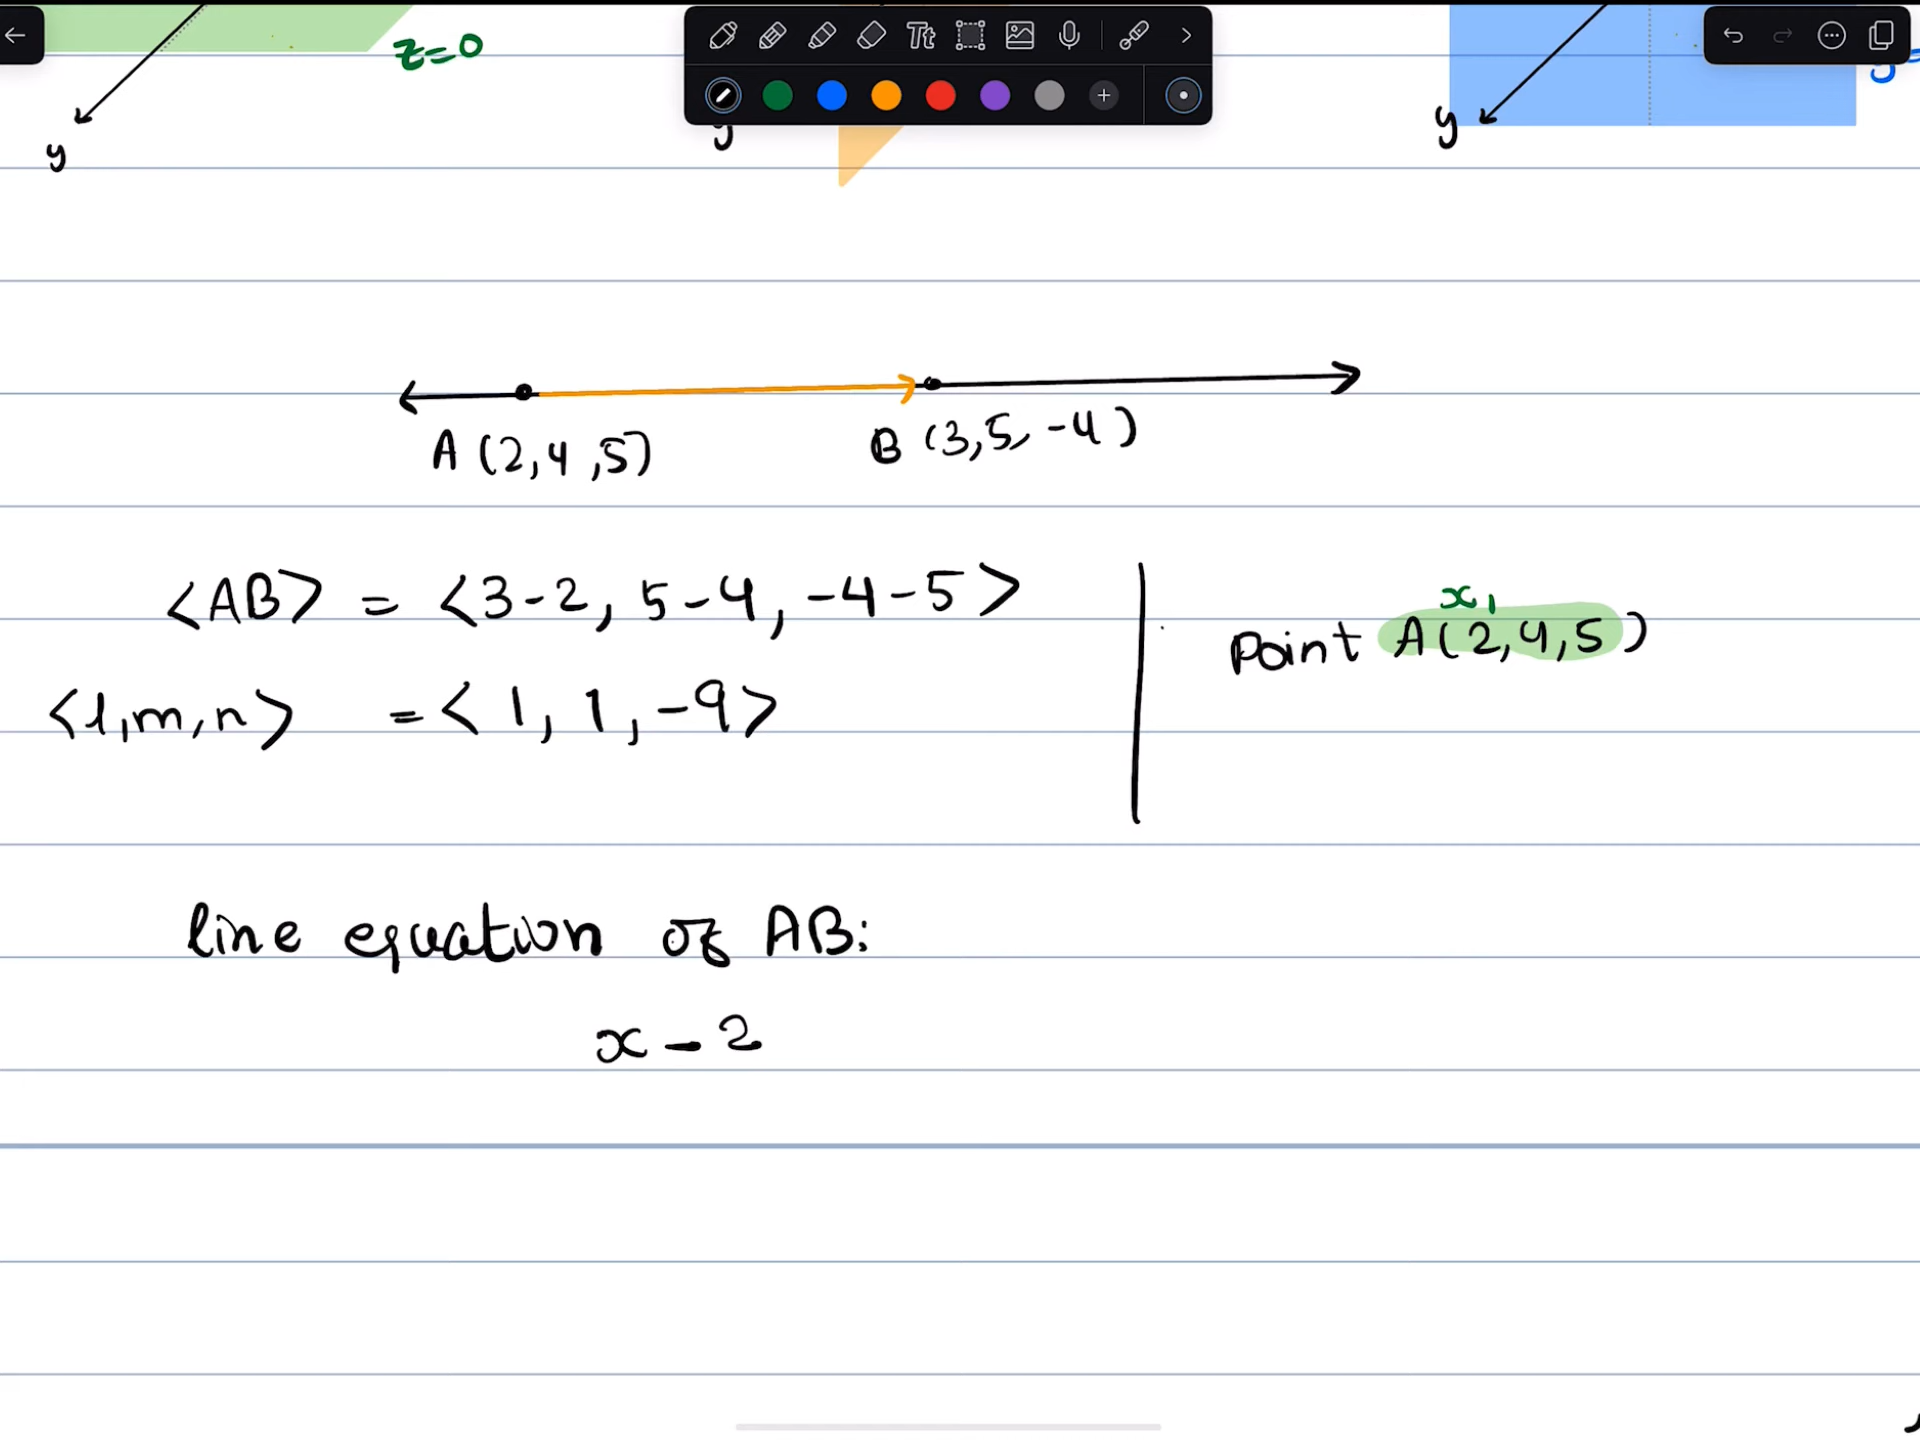 z=0
y
y
y
A (2,4,5)
B (3,5,-4)
<AB> = <3-2, 5-4, -4-5>
<l,m,n> = <1, 1, -9>
x₁
Point A(2,4,5)
line equation of AB:
x - 2
Tt